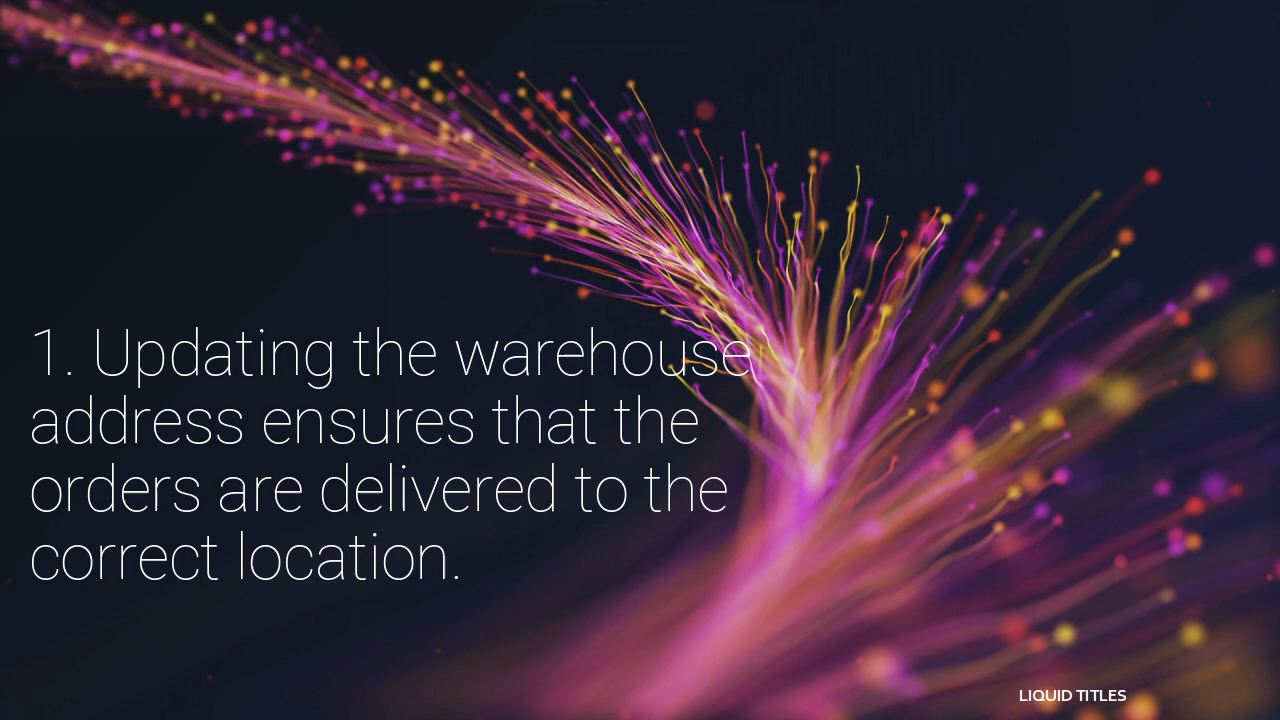 1. Updating the warehouse
address ensures that the
orders are delivered to the
correct location.
LIQUID TITLES